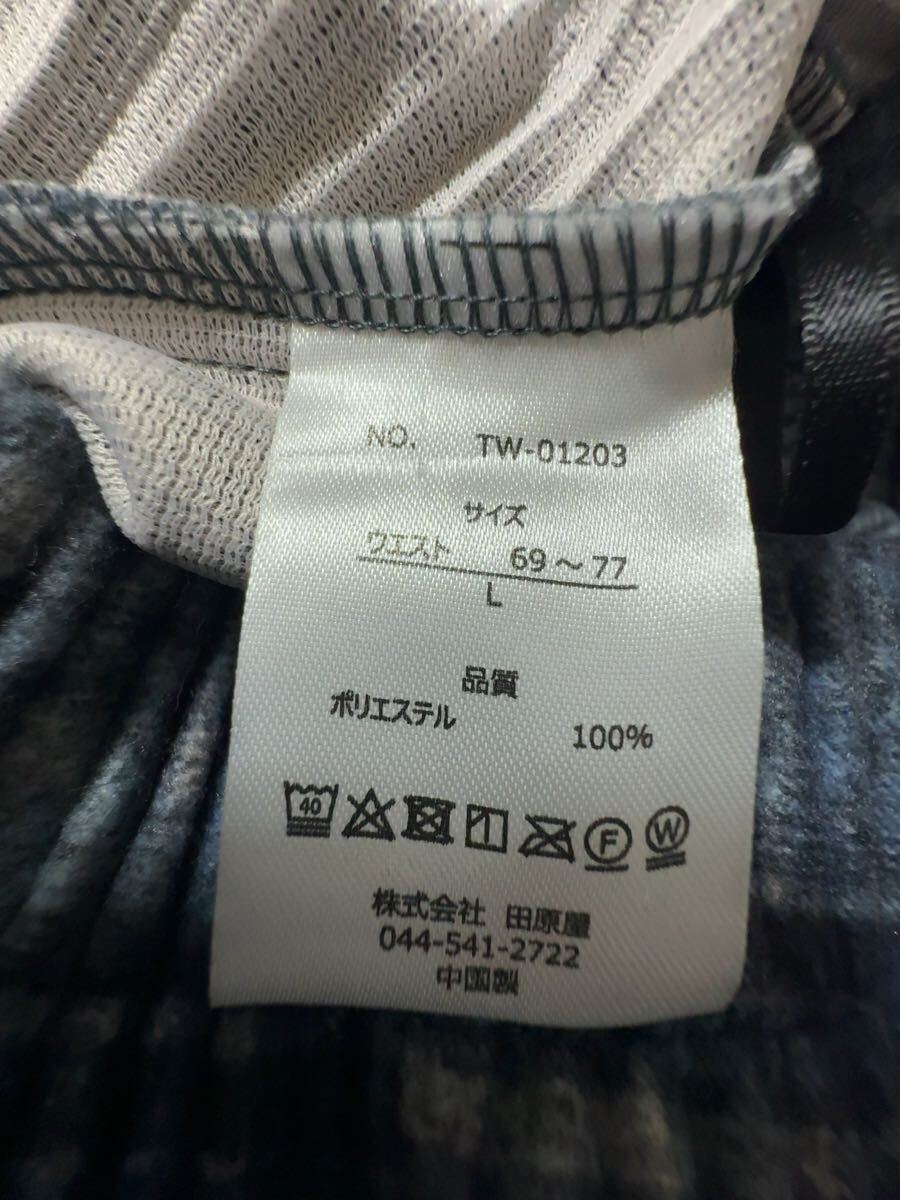 NO. TW-01203
サイズ
ウエスト 69～77
L
品質
ポリエステル
100%
40
F
W
株式会社 田原屋
044-541-2722
中国製